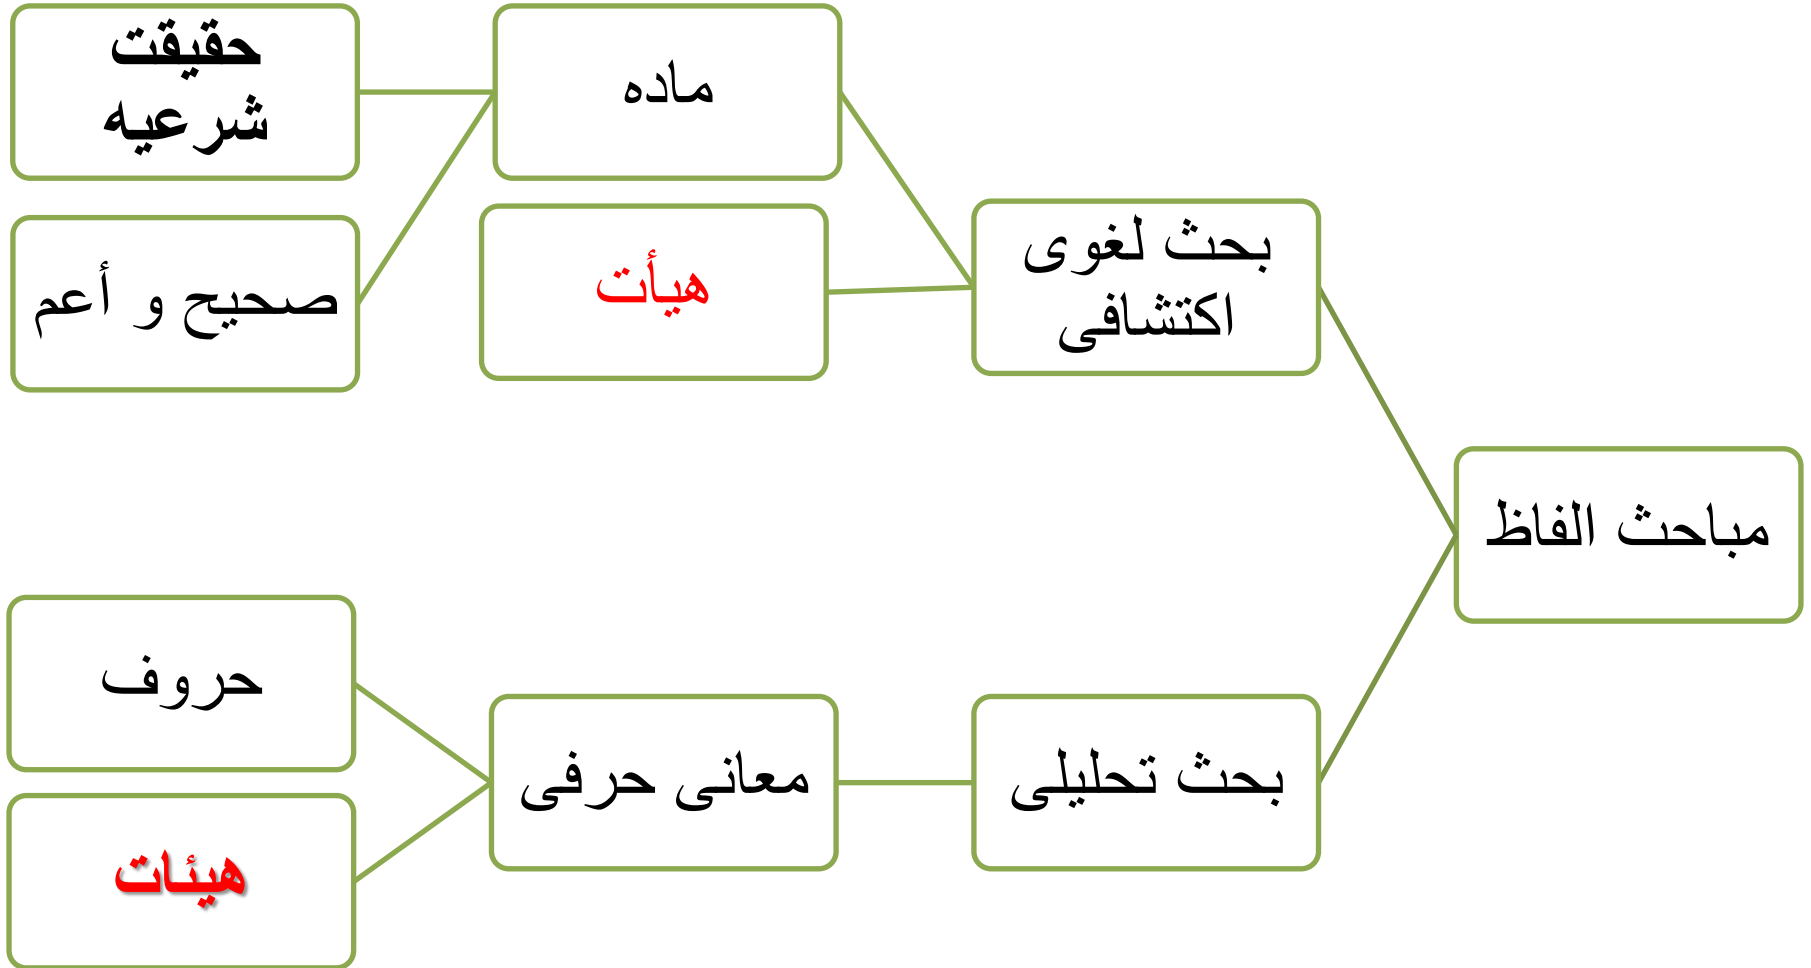 مباحث الفاظ
بحث لغوی
اکتشافی
ماده
حقیقت
شرعیه
صحیح و أعم
هیأت
بحث تحلیلی
معانی حرفی
حروف
هیئات